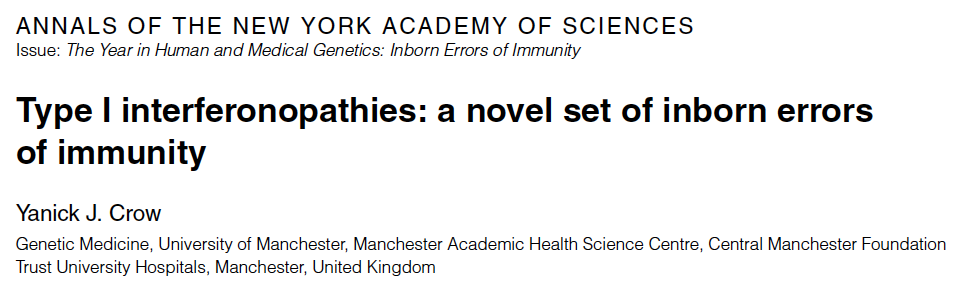 ANNALS OF THE NEW YORK ACADEMY OF SCIENCES
Issue: The Year in Human and Medical Genetics: Inborn Errors of Immunity
Type I interferonopathies: a novel set of inborn errors
of immunity
Yanick J. Crow
Genetic Medicine, University of Manchester, Manchester Academic Health Science Centre, Central Manchester Foundation
Trust University Hospitals, Manchester, United Kingdom